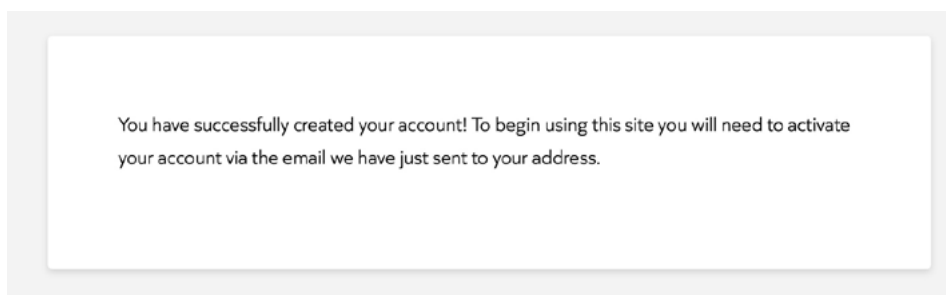 You have successfully created your account! To begin using this site you will need to activate
your account via the email we have just sent to your address.